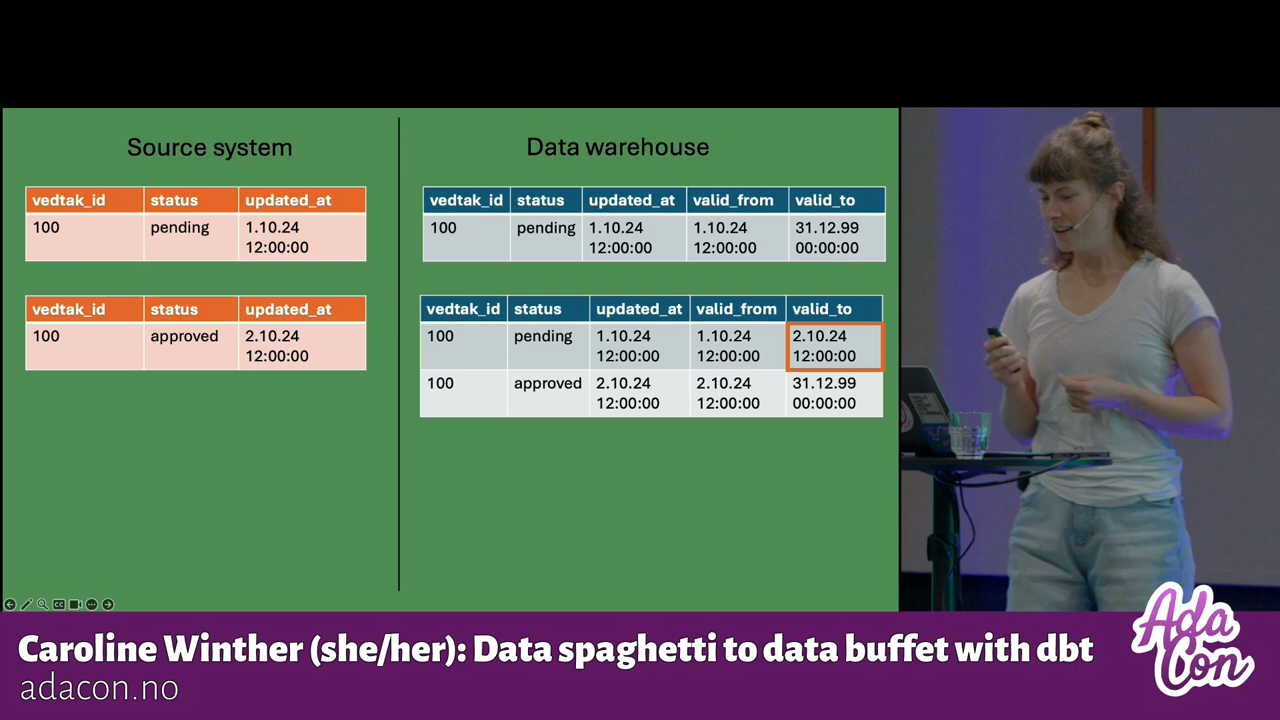 Source system
vedtak_id status updated_at
100 pending 1.10.24
12:00:00
vedtak_id status updated_at
100 approved 2.10.24
12:00:00
Data warehouse
vedtak_id status updated_at valid_from valid_to
100 pending 1.10.24 1.10.24 31.12.99
12:00:00 12:00:00 00:00:00
vedtak_id status updated_at valid_from valid_to
100 pending 1.10.24 1.10.24 2.10.24
12:00:00 12:00:00 12:00:00
100 approved 2.10.24 2.10.24 31.12.99
12:00:00 12:00:00 00:00:00
Caroline Winther (she/her): Data spaghetti to data buffet with dbt
adacon.no
Ada
Con